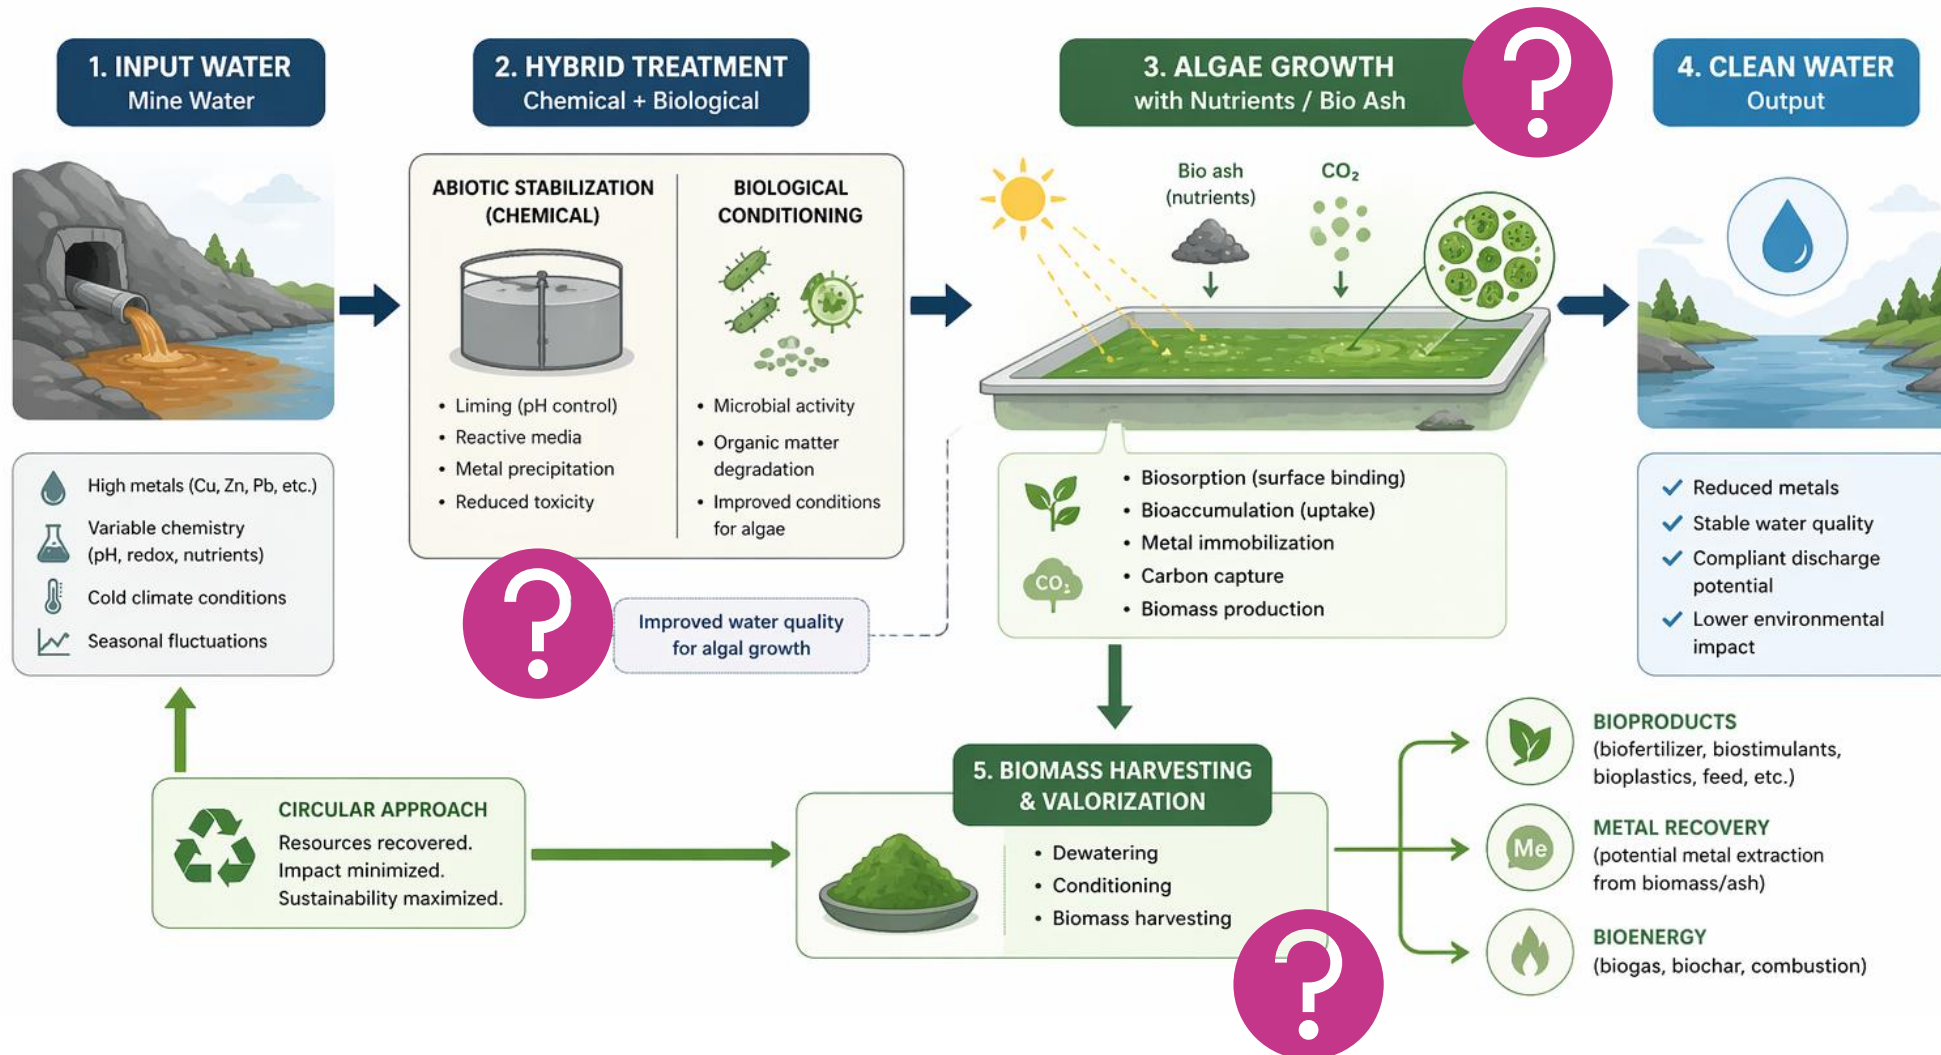 1. INPUT WATER
Mine Water
High metals (Cu, Zn, Pb, etc.)
Variable chemistry
(pH, redox, nutrients)
Cold climate conditions
Seasonal fluctuations
2. HYBRID TREATMENT
Chemical + Biological
ABIOTIC STABILIZATION
(CHEMICAL)
• Liming (pH control)
• Reactive media
• Metal precipitation
• Reduced toxicity
BIOLOGICAL
CONDITIONING
• Microbial activity
• Organic matter
degradation
• Improved conditions
for algae
?
Improved water quality
for algal growth
3. ALGAE GROWTH
with Nutrients / Bio Ash
?
Bio ash
(nutrients)
CO₂
CO₂
• Biosorption (surface binding)
• Bioaccumulation (uptake)
• Metal immobilization
• Carbon capture
• Biomass production
4. CLEAN WATER
Output
✓ Reduced metals
✓ Stable water quality
✓ Compliant discharge
potential
✓ Lower environmental
impact
CIRCULAR APPROACH
Resources recovered.
Impact minimized.
Sustainability maximized.
5. BIOMASS HARVESTING
& VALORIZATION
• Dewatering
• Conditioning
• Biomass harvesting
?
BIOPRODUCTS
(biofertilizer, biostimulants,
bioplastics, feed, etc.)
Me
METAL RECOVERY
(potential metal extraction
from biomass/ash)
BIOENERGY
(biogas, biochar, combustion)